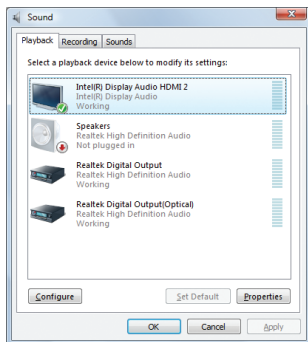 Sound
Playback Recording Sounds
Select a playback device below to modify its settings:
Intel(R) Display Audio HDMI 2
Intel(R) Display Audio
Working
Speakers
Realtek High Definition Audio
Not plugged in
Realtek Digital Output
Realtek High Definition Audio
Working
Realtek Digital Output(Optical)
Realtek High Definition Audio
Working
Configure Set Default Properties
OK Cancel Apply